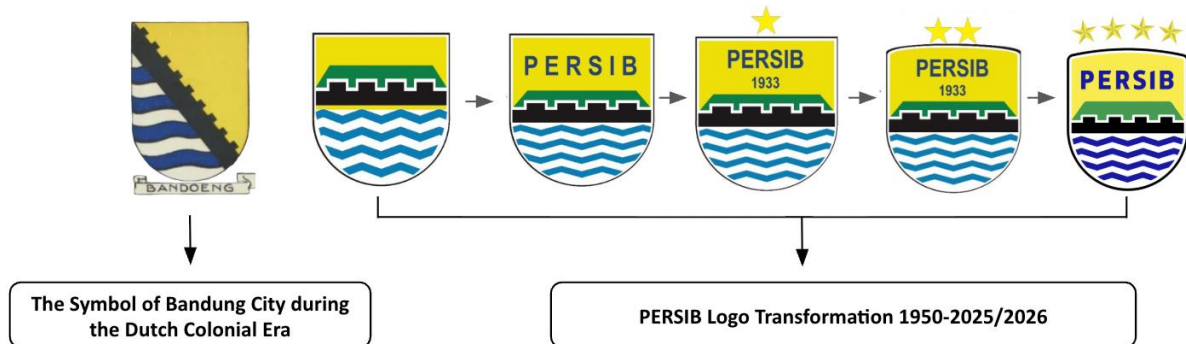 BANDOENG
PERSIB
PERSIB
1933
PERSIB
1933
PERSIB
The Symbol of Bandung City during
the Dutch Colonial Era
PERSIB Logo Transformation 1950-2025/2026